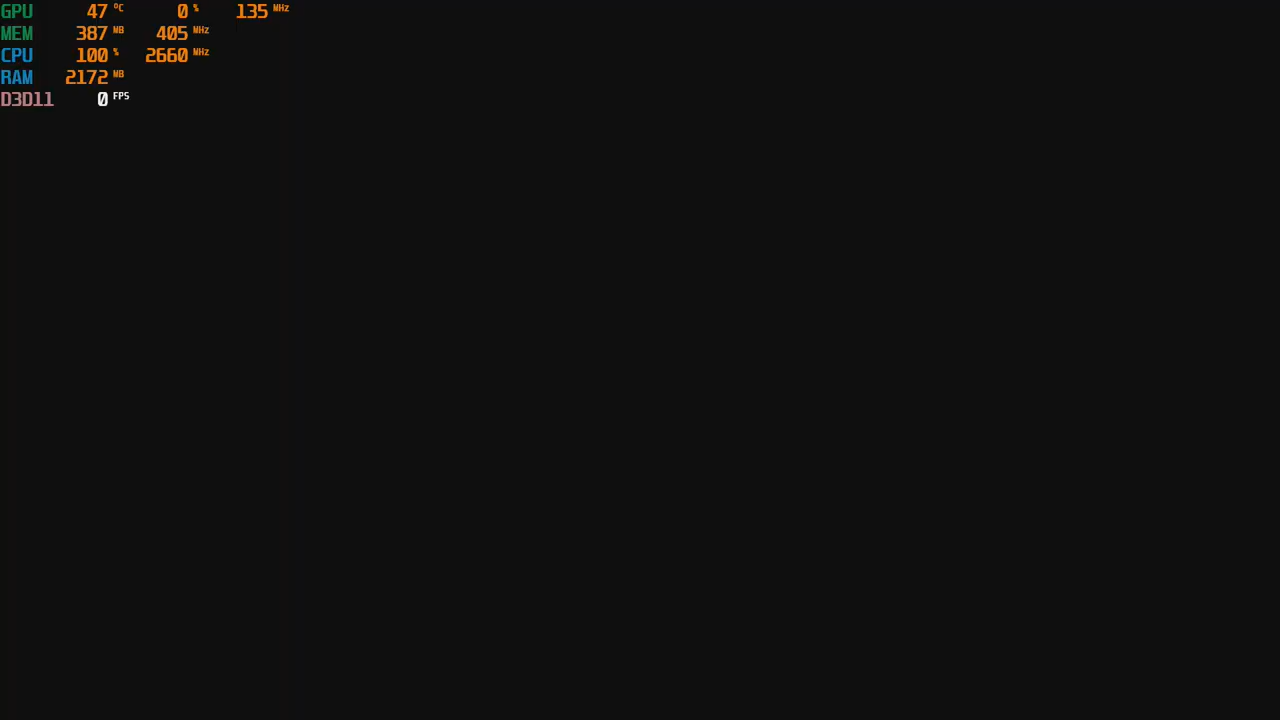 GPU 47 °C 0 % 135 MHz
MEM 387 MB 405 MHz
CPU 100 % 2660 MHz
RAM 2172 MB
D3D11 0 FPS